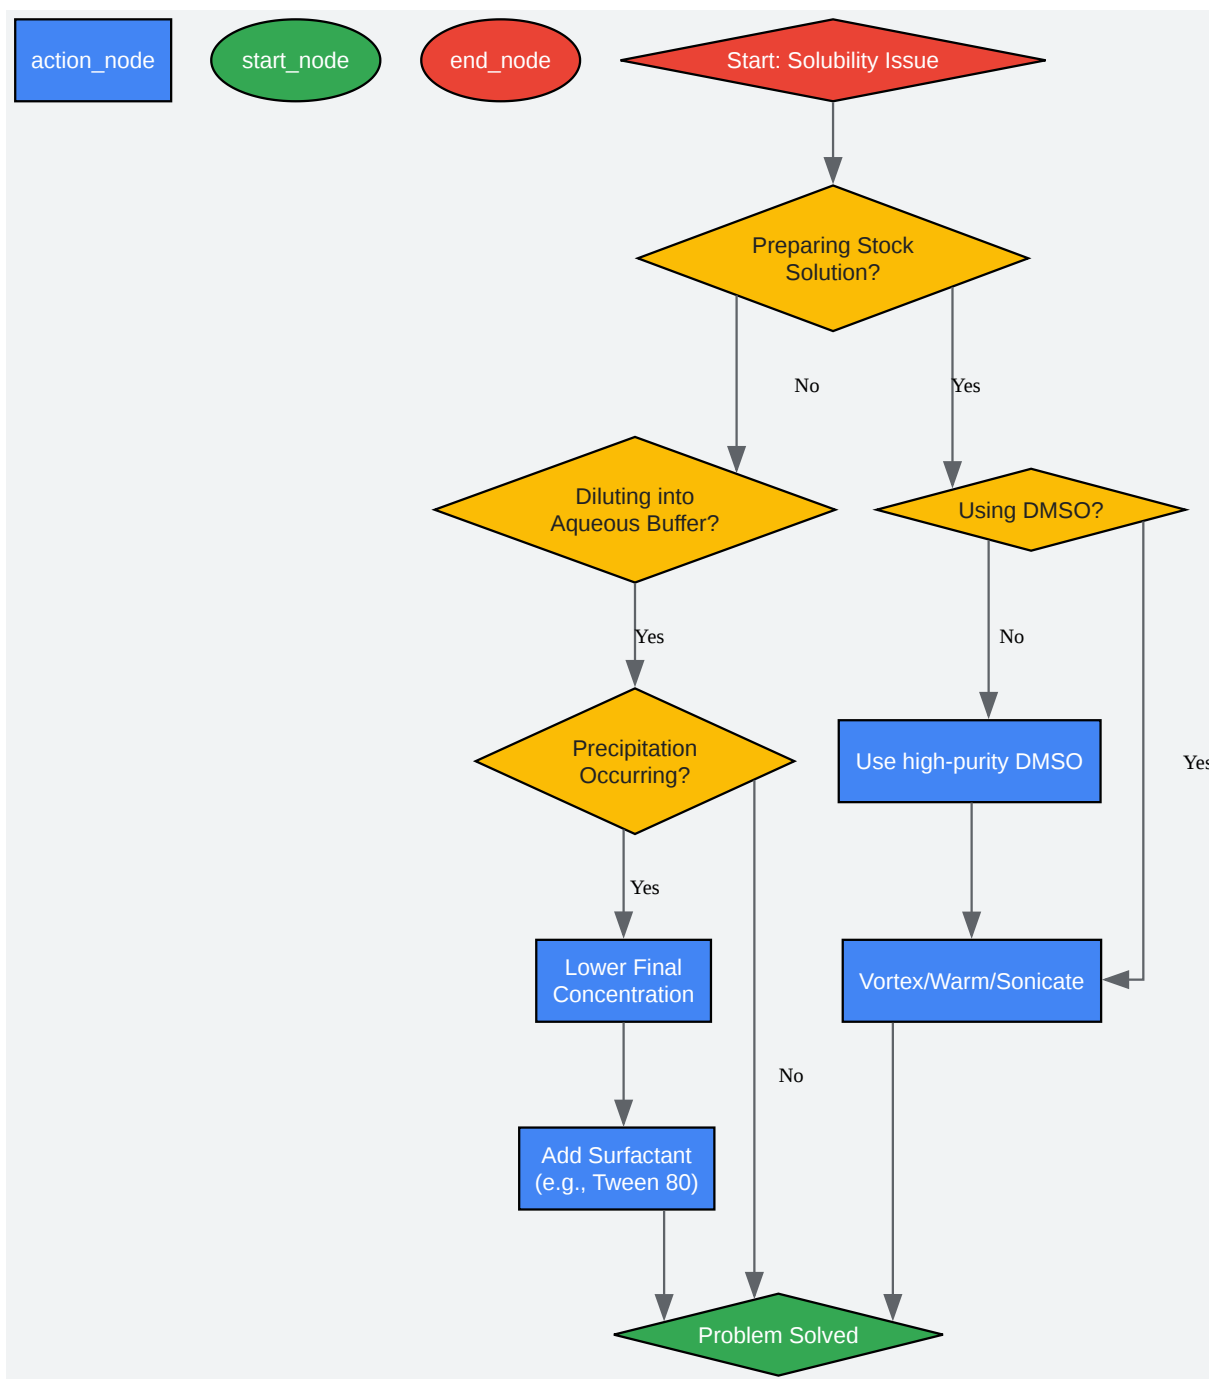 action_node
start_node
end_node
Start: Solubility Issue
Preparing Stock
Solution?
No
Yes
Diluting into
Aqueous Buffer?
Using DMSO?
Yes
No
Precipitation
Occurring?
Use high-purity DMSO
Yes
Yes
Lower Final
Concentration
Vortex/Warm/Sonicate
No
Add Surfactant
(e.g., Tween 80)
Problem Solved